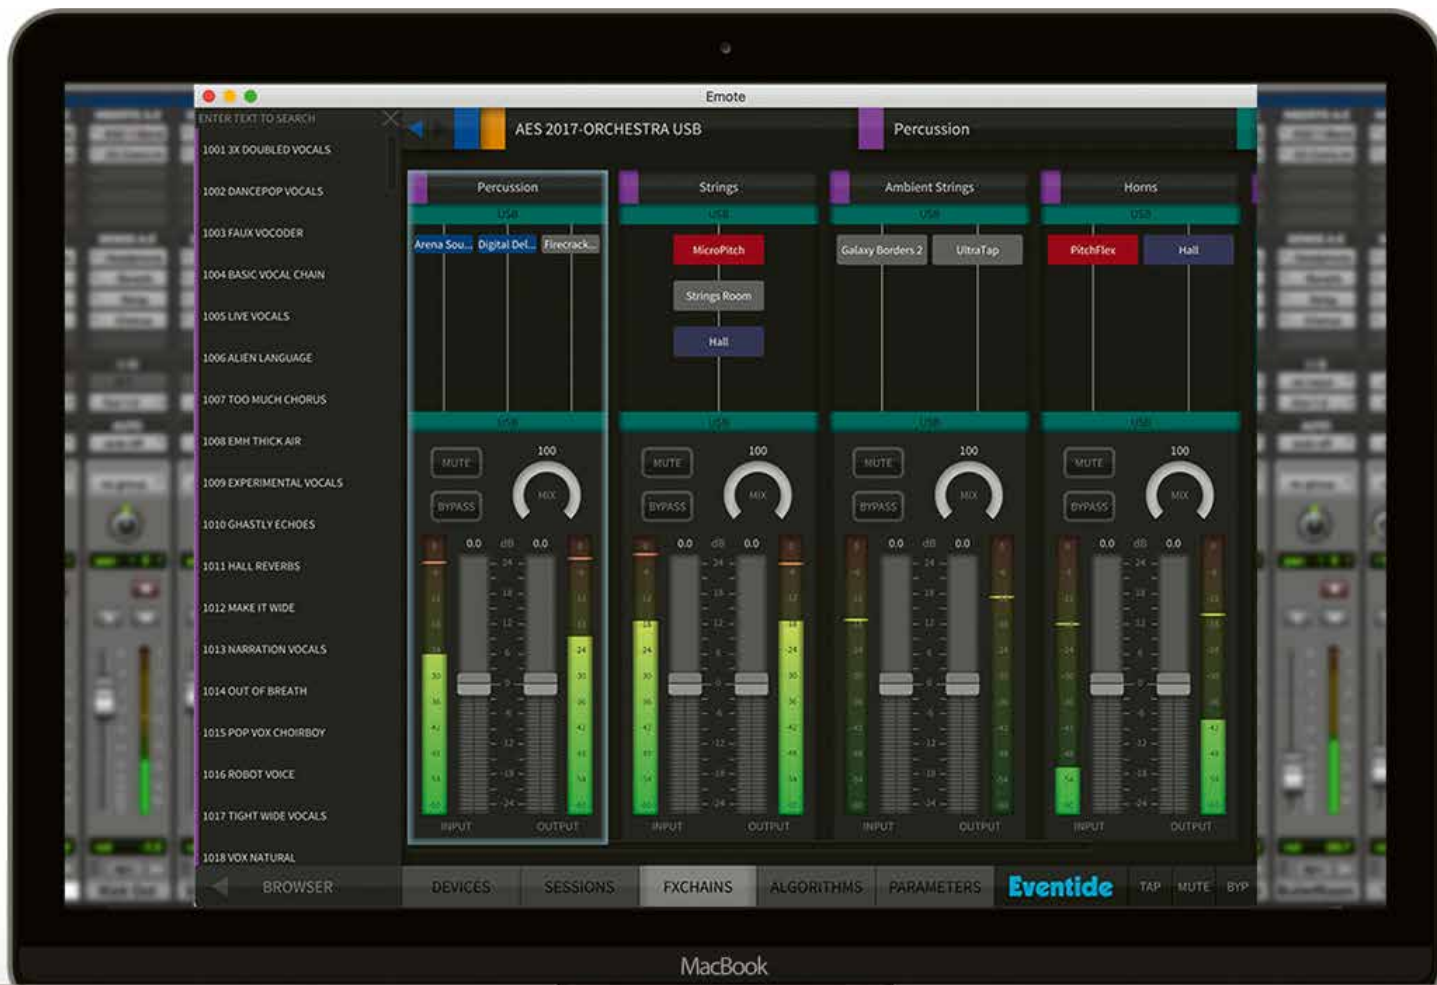 Emote
ENTER TEXT TO SEARCH
1001 3X DOUBLED VOCALS
1002 DANCEPOP VOCALS
1003 FAUX VOCODER
1004 BASIC VOCAL CHAIN
1005 LIVE VOCALS
1006 ALIEN LANGUAGE
1007 TOO MUCH CHORUS
1008 EMH THICK AIR
1009 EXPERIMENTAL VOCALS
1010 GHASTLY ECHOES
1011 HALL REVERBS
1012 MAKE IT WIDE
1013 NARRATION VOCALS
1014 OUT OF BREATH
1015 POP VOX CHOIRBOY
1016 ROBOT VOICE
1017 TIGHT WIDE VOCALS
1018 VOX NATURAL
BROWSER
AES 2017-ORCHESTRA USB
Percussion
Percussion
USB
Arena Sou... Digital Del... Firecrack...
USB
MUTE
BYPASS
100
MIX
0.0 dB 0.0
INPUT OUTPUT
Strings
USB
MicroPitch
Strings Room
Hall
USB
MUTE
BYPASS
100
MIX
0.0 dB 0.0
INPUT OUTPUT
Ambient Strings
USB
Galaxy Borders 2 UltraTap
USB
MUTE
BYPASS
100
MIX
0.0 dB 0.0
INPUT OUTPUT
Horns
USB
PitchFlex Hall
USB
MUTE
BYPASS
100
MIX
0.0 dB 0.0
INPUT OUTPUT
DEVICES SESSIONS FXCHAINS ALGORITHMS PARAMETERS Eventide TAP MUTE BYP
MacBook